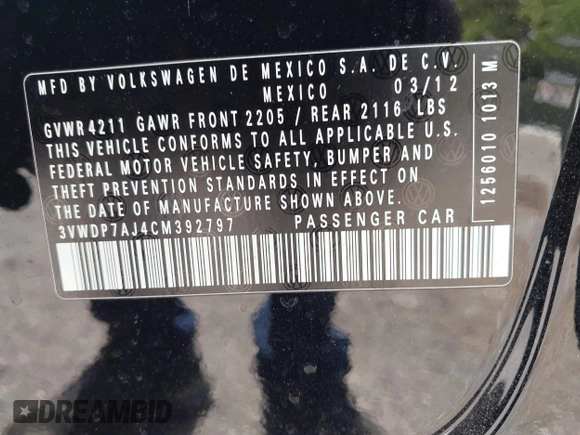 MFD BY VOLKSWAGEN DE MEXICO S.A. DE C.V.
MEXICO 03/12
GVWR 4211 GAWR FRONT 2205 / REAR 2116 LBS
THIS VEHICLE CONFORMS TO ALL APPLICABLE U.S.
FEDERAL MOTOR VEHICLE SAFETY, BUMPER AND
THEFT PREVENTION STANDARDS IN EFFECT ON
THE DATE OF MANUFACTURE SHOWN ABOVE.
3VWDP7AJ4CM392797 PASSENGER CAR
1256010 1013 M
DREAMBID